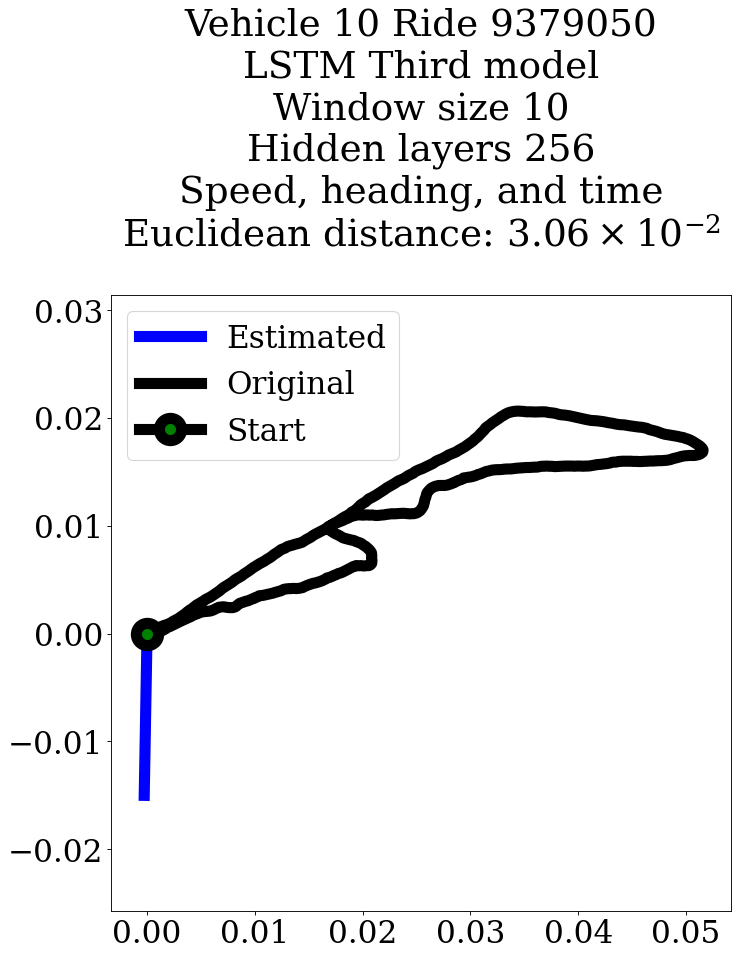 Vehicle 10 Ride 9379050
LSTM Third model
Window size 10
Hidden layers 256
Speed, heading, and time
Euclidean distance: 3.06 × 10⁻²
Estimated
Original
Start
0.03
0.02
0.01
0.00
−0.01
−0.02
0.00 0.01 0.02 0.03 0.04 0.05